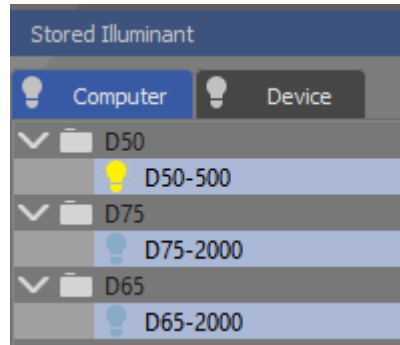 Stored Illuminant
Computer Device
D50
D50-500
D75
D75-2000
D65
D65-2000